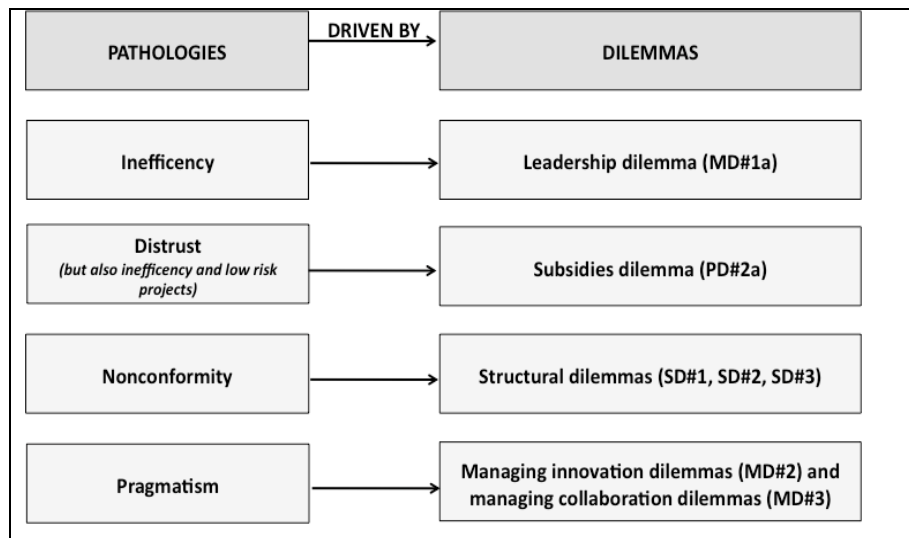 PATHOLOGIES
DRIVEN BY
DILEMMAS
Inefficency
Leadership dilemma (MD#1a)
Distrust
(but also inefficency and low risk
projects)
Subsidies dilemma (PD#2a)
Nonconformity
Structural dilemmas (SD#1, SD#2, SD#3)
Pragmatism
Managing innovation dilemmas (MD#2) and
managing collaboration dilemmas (MD#3)